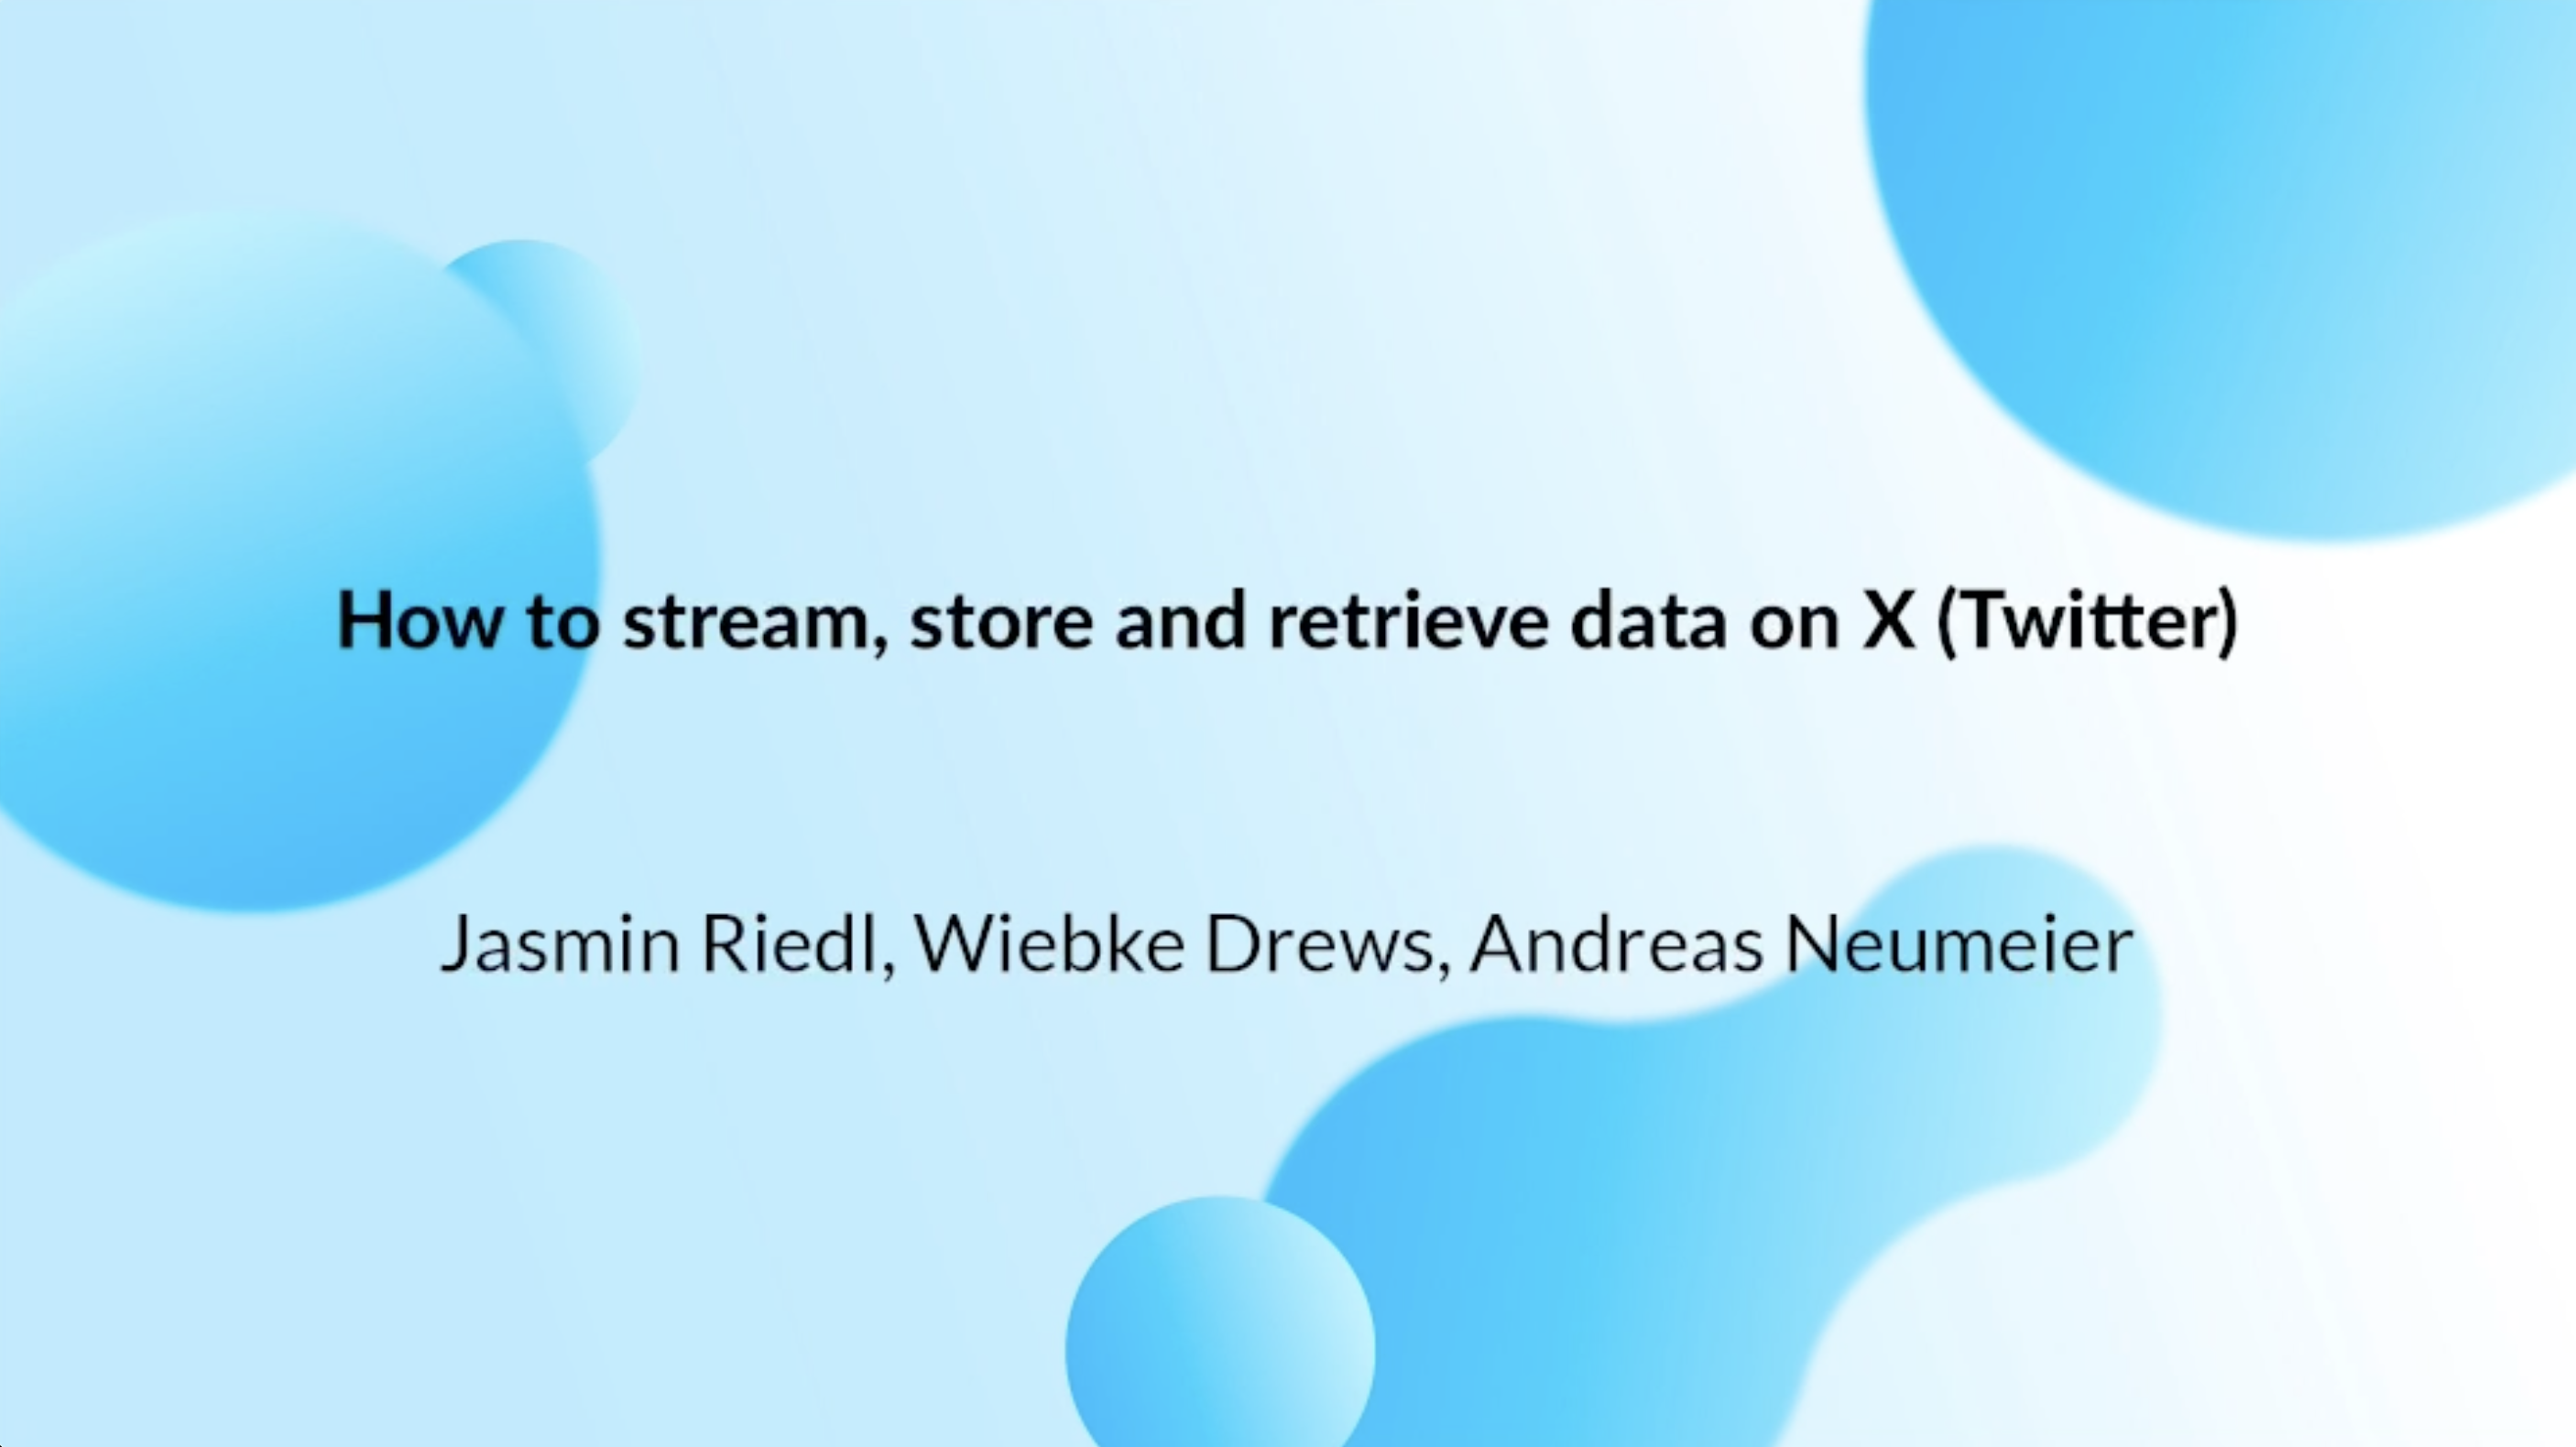 How to stream, store and retrieve data on X (Twitter)
Jasmin Riedl, Wiebke Drews, Andreas Neumeier